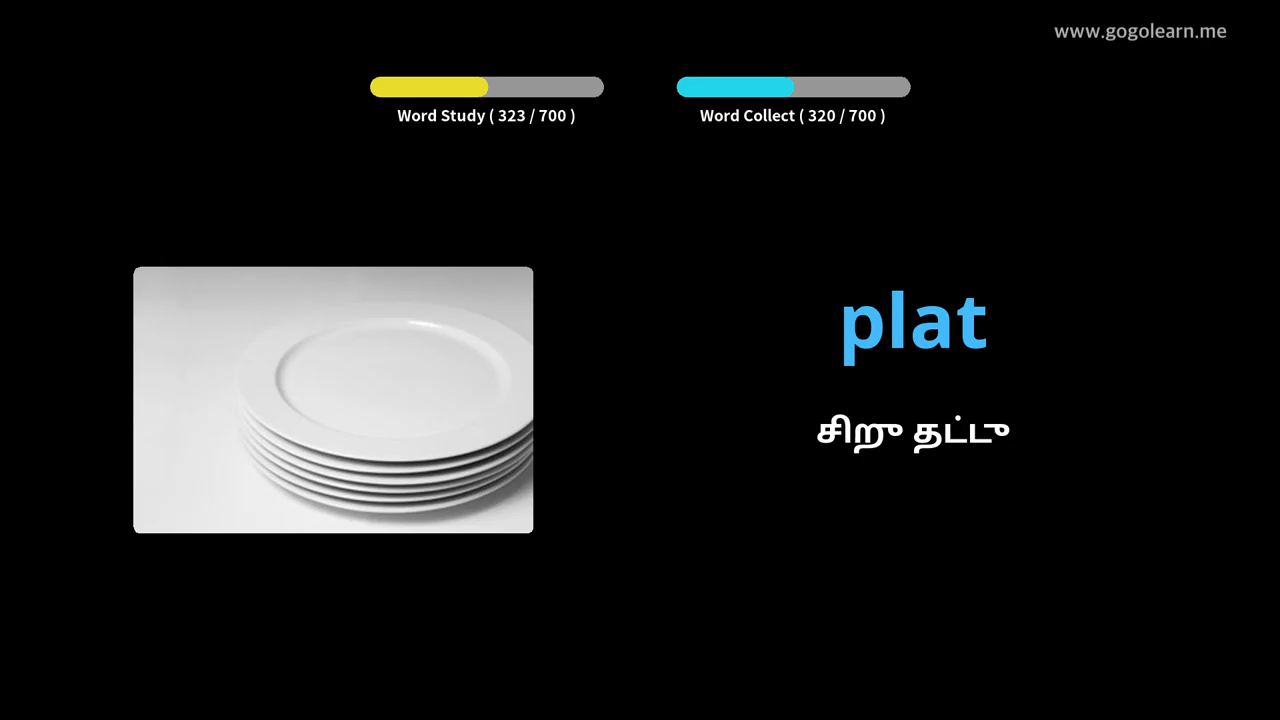 www.gogolearn.me
Word Study ( 323 / 700 )
Word Collect ( 320 / 700 )
plat
சிறு தட்டு